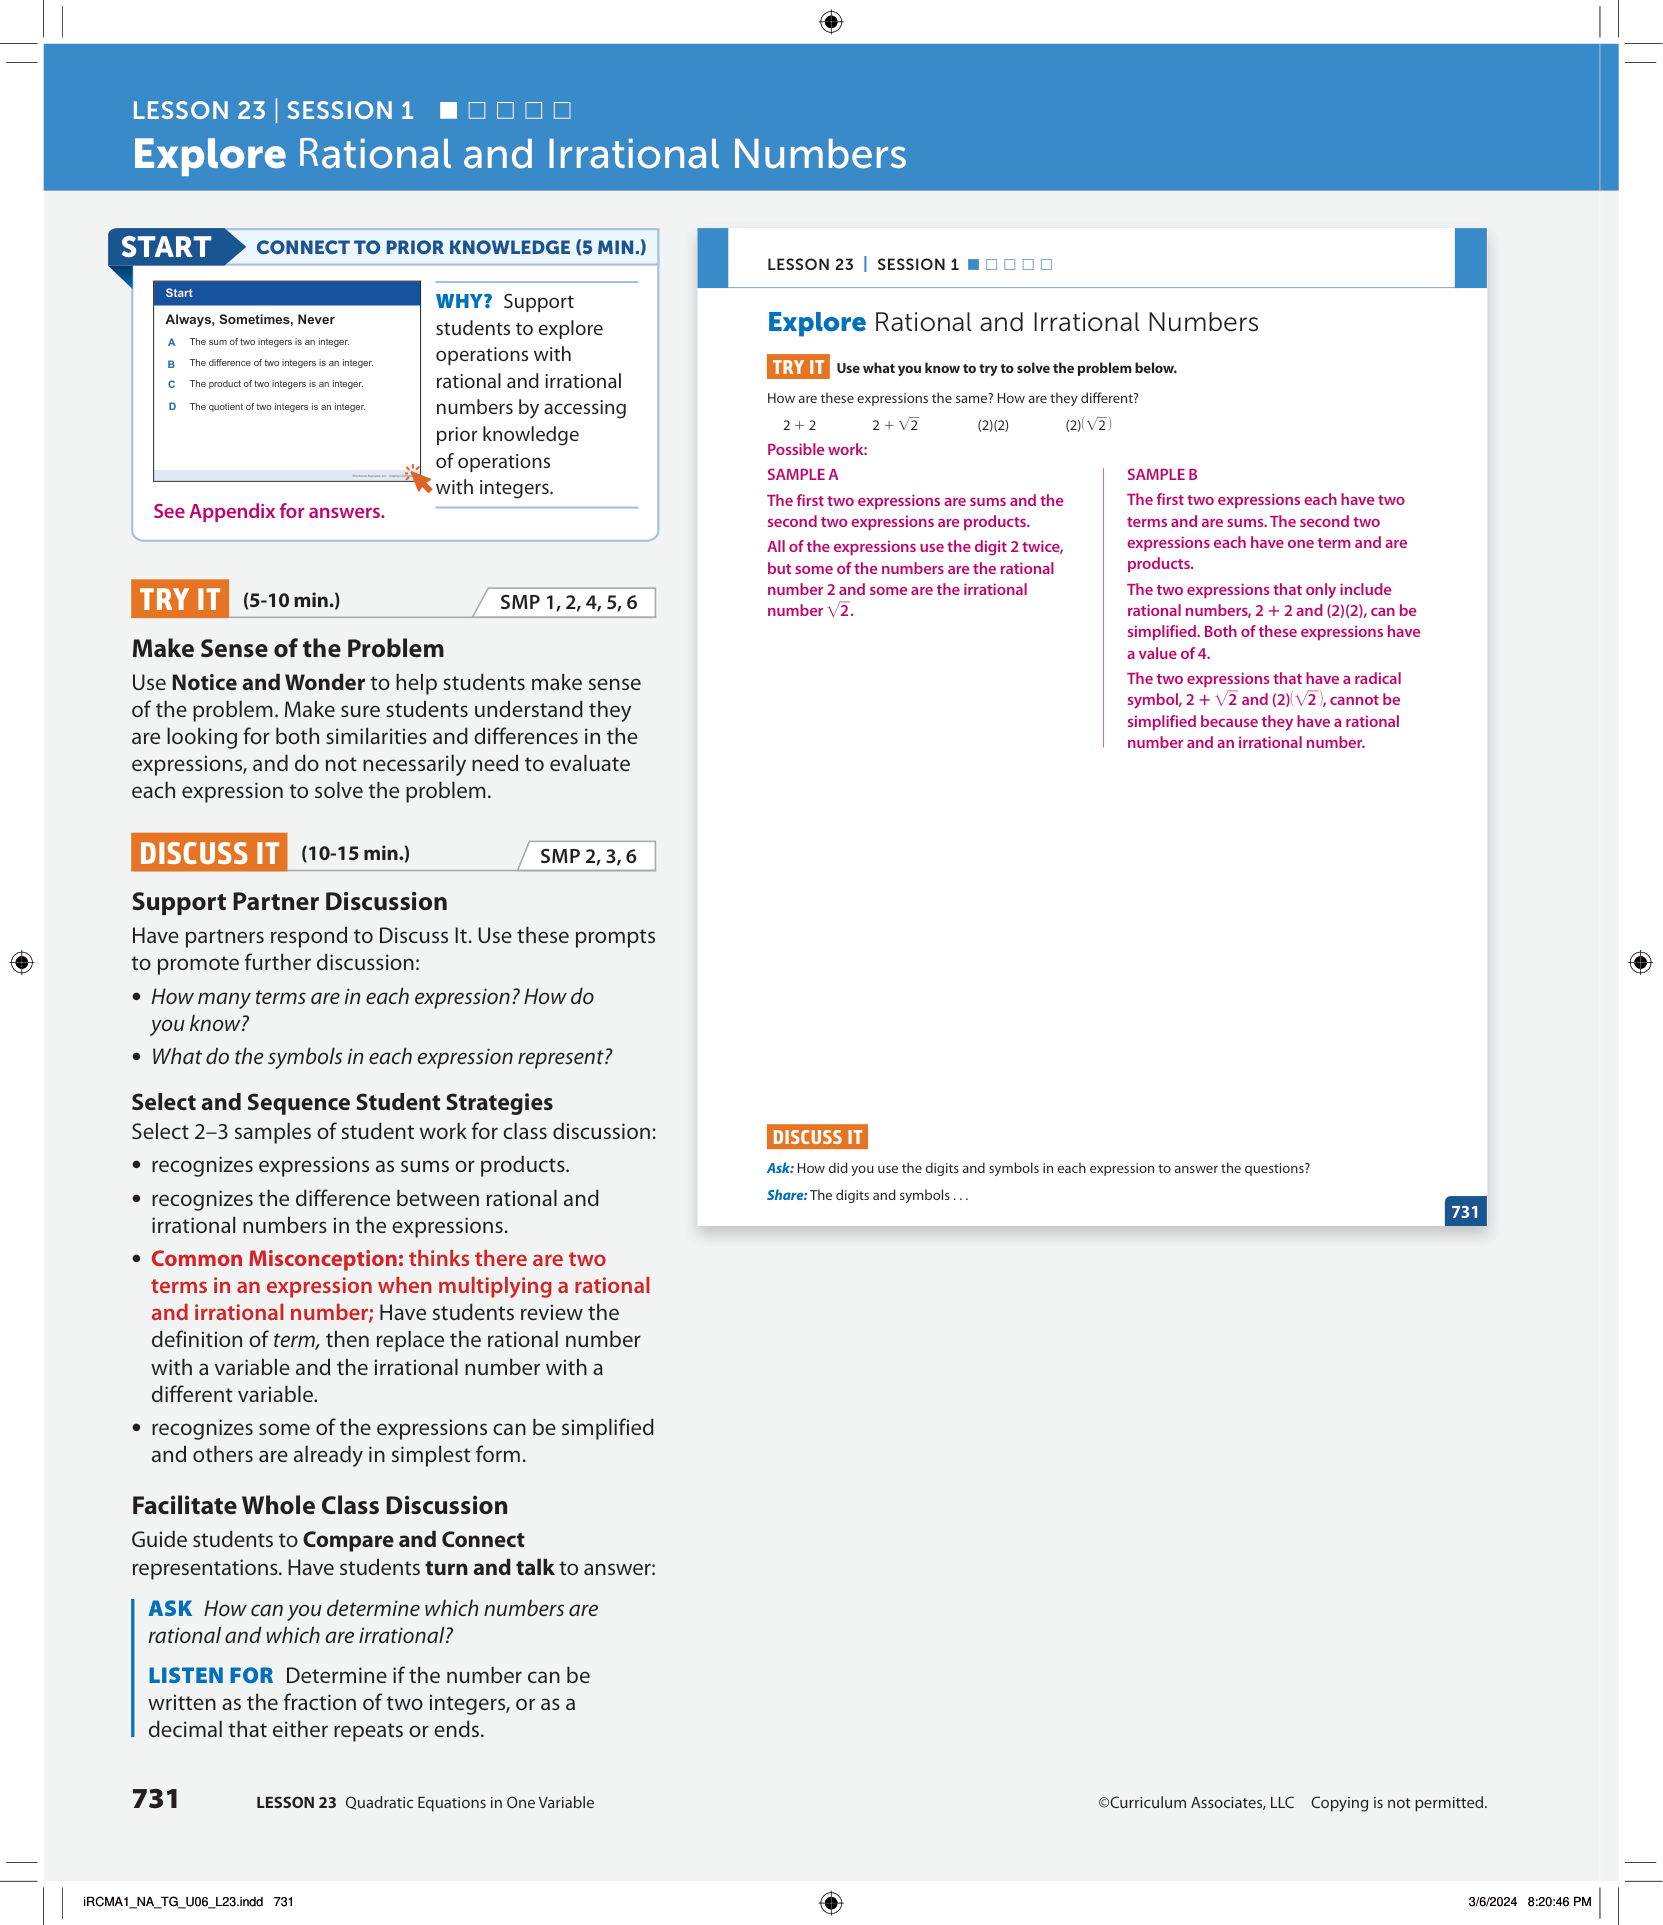 LESSON 23 | SESSION 1
Explore Rational and Irrational Numbers
START
CONNECT TO PRIOR KNOWLEDGE (5 MIN.)
Start
Always, Sometimes, Never
A The sum of two integers is an integer.
B The difference of two integers is an integer.
C The product of two integers is an integer.
D The quotient of two integers is an integer.
See Appendix for answers.
WHY? Support
students to explore
operations with
rational and irrational
numbers by accessing
prior knowledge
of operations
with integers.
TRY IT (5-10 min.) SMP 1, 2, 4, 5, 6
Make Sense of the Problem
Use Notice and Wonder to help students make sense
of the problem. Make sure students understand they
are looking for both similarities and differences in the
expressions, and do not necessarily need to evaluate
each expression to solve the problem.
DISCUSS IT (10-15 min.) SMP 2, 3, 6
Support Partner Discussion
Have partners respond to Discuss It. Use these prompts
to promote further discussion:
• How many terms are in each expression? How do
you know?
• What do the symbols in each expression represent?
Select and Sequence Student Strategies
Select 2–3 samples of student work for class discussion:
• recognizes expressions as sums or products.
• recognizes the difference between rational and
irrational numbers in the expressions.
• Common Misconception: thinks there are two
terms in an expression when multiplying a rational
and irrational number; Have students review the
definition of term, then replace the rational number
with a variable and the irrational number with a
different variable.
• recognizes some of the expressions can be simplified
and others are already in simplest form.
Facilitate Whole Class Discussion
Guide students to Compare and Connect
representations. Have students turn and talk to answer:
ASK How can you determine which numbers are
rational and which are irrational?
LISTEN FOR Determine if the number can be
written as the fraction of two integers, or as a
decimal that either repeats or ends.
LESSON 23 | SESSION 1
Explore Rational and Irrational Numbers
TRY IT Use what you know to try to solve the problem below.
How are these expressions the same? How are they different?
2 + 2 2 + √2 (2)(2) (2)(√2)
Possible work:
SAMPLE A
The first two expressions are sums and the
second two expressions are products.
All of the expressions use the digit 2 twice,
but some of the numbers are the rational
number 2 and some are the irrational
number √2.
SAMPLE B
The first two expressions each have two
terms and are sums. The second two
expressions each have one term and are
products.
The two expressions that only include
rational numbers, 2 + 2 and (2)(2), can be
simplified. Both of these expressions have
a value of 4.
The two expressions that have a radical
symbol, 2 + √2 and (2)(√2), cannot be
simplified because they have a rational
number and an irrational number.
DISCUSS IT
Ask: How did you use the digits and symbols in each expression to answer the questions?
Share: The digits and symbols . . .
731
731 LESSON 23 Quadratic Equations in One Variable ©Curriculum Associates, LLC Copying is not permitted.
iRCMA1_NA_TG_U06_L23.indd 731 3/6/2024 8:20:46 PM